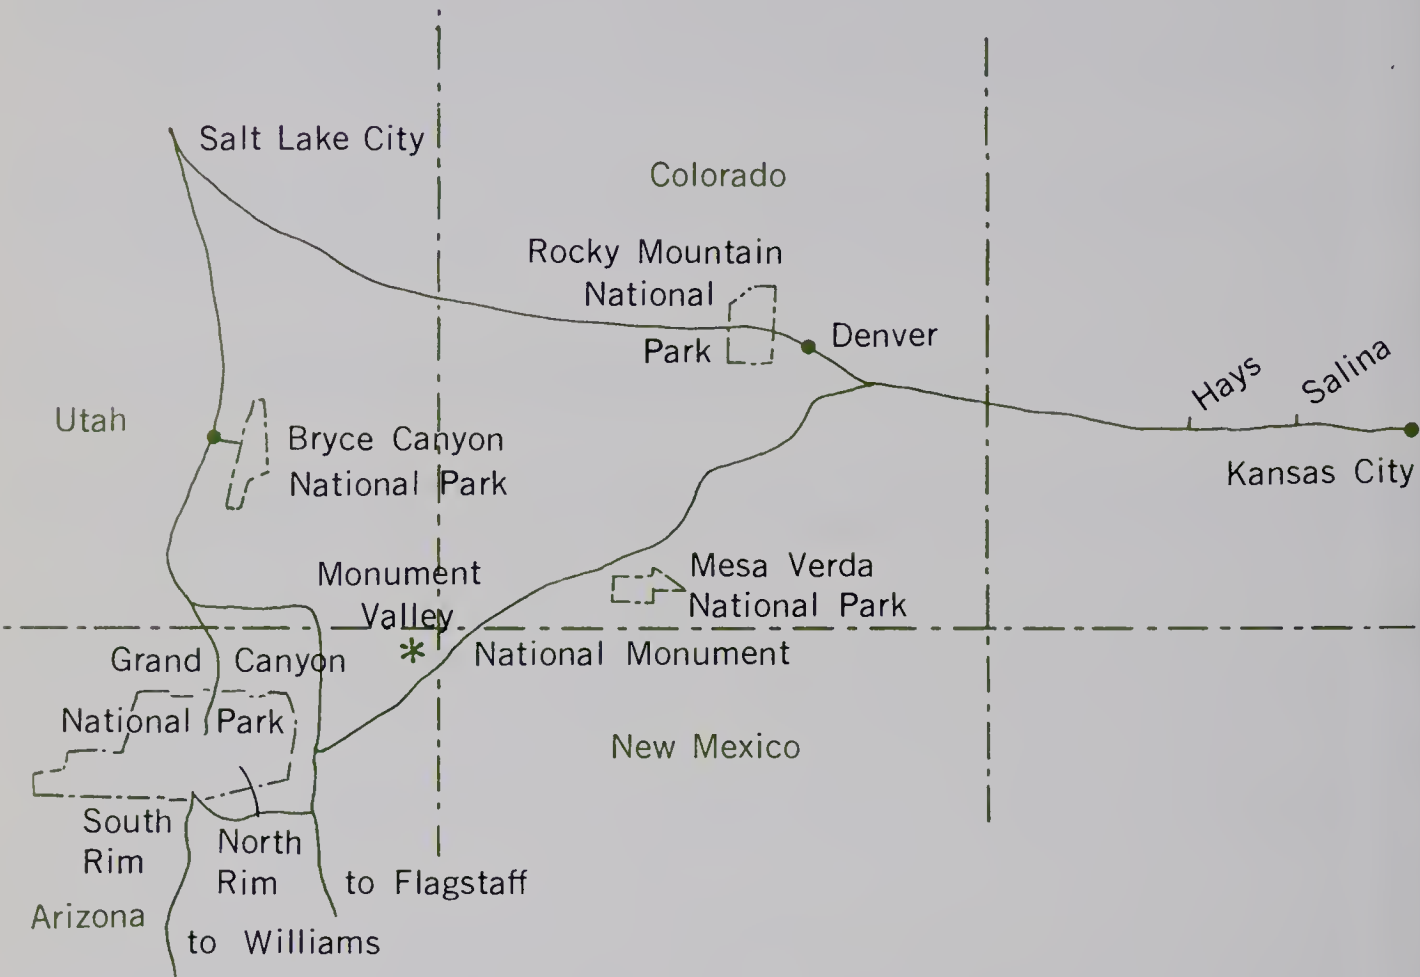 Salt Lake City
Colorado
Rocky Mountain
National
Park
Denver
Hays
Salina
Kansas City
Utah
Bryce Canyon
National Park
Monument
Valley
Mesa Verda
National Park
Grand Canyon
National Monument
National Park
New Mexico
South
Rim
North
Rim
to Flagstaff
Arizona
to Williams